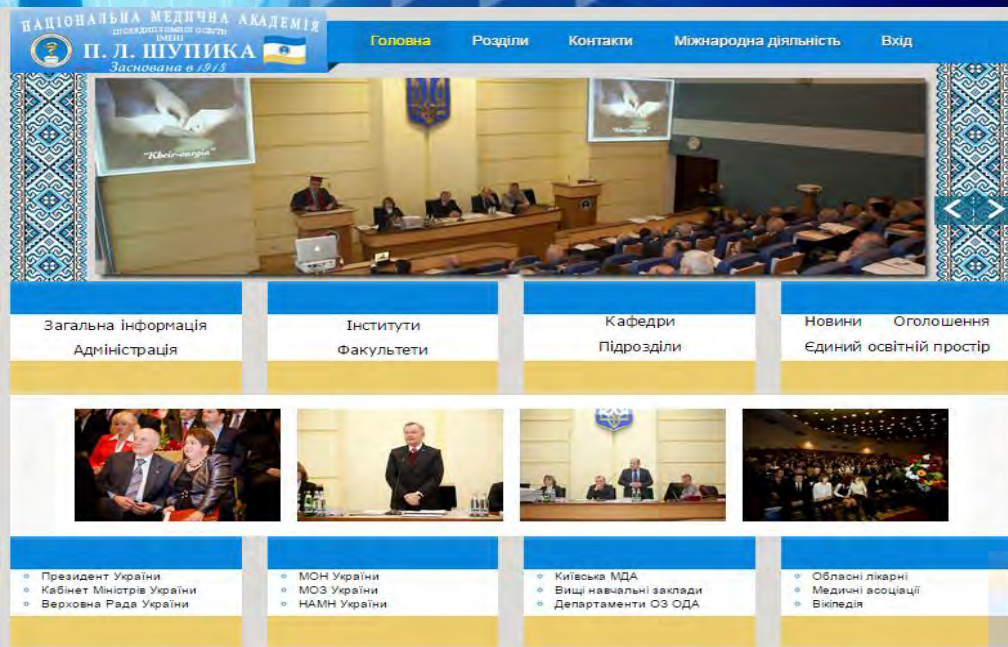 НАЦІОНАЛЬНА МЕДИЧНА АКАДЕМІЯ
ПІСЛЯДИПЛОМНОЇ ОСВІТИ
ІМЕНІ
П. Л. ШУПИКА
Заснована в 1918
Головна Розділи Контакти Міжнародна діяльність Вхід
Загальна інформація
Адміністрація
Інститути
Факультети
Кафедри
Підрозділи
Новини Оголошення
Єдиний освітній простір
Президент України
Кабінет Міністрів України
Верховна Рада України
МОН України
МОЗ України
НАМН України
Київська МДА
Вищі навчальні заклади
Департаменти ОЗ ОДА
Обласні лікарні
Медичні асоціації
Вікіпедія